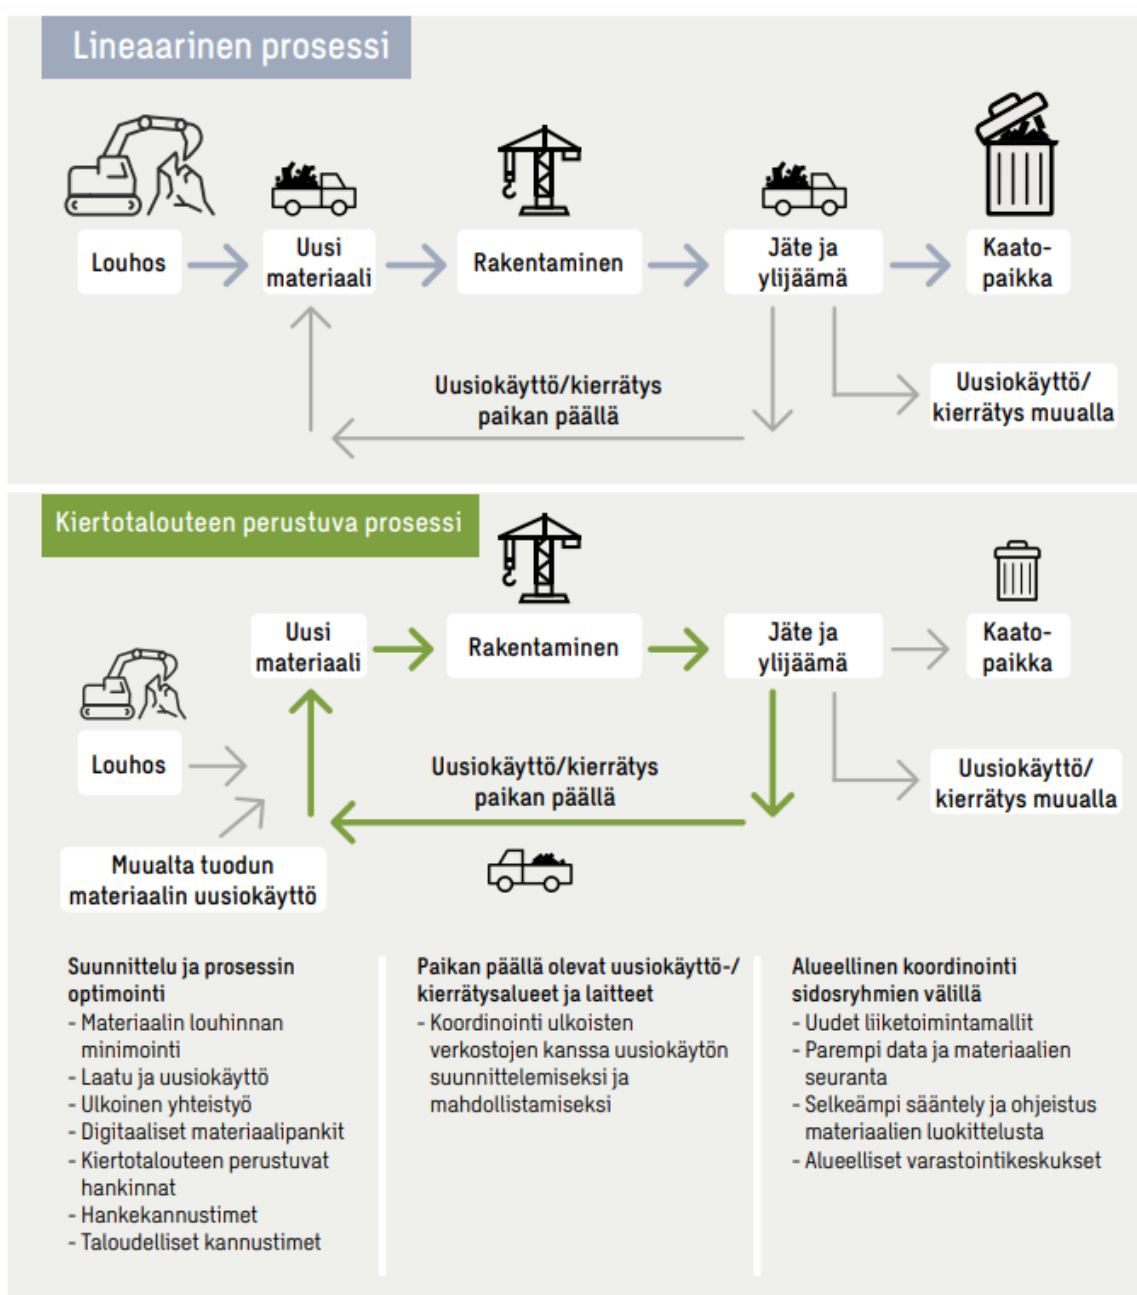 Lineaarinen prosessi
Louhos
Uusi
materiaali
Rakentaminen
Jäte ja
ylijäämä
Kaato-
paikka
Uusiokäyttö/kierrätys
paikan päällä
Uusiokäyttö/
kierrätys muualla
Kiertotalouteen perustuva prosessi
Uusi
materiaali
Rakentaminen
Jäte ja
ylijäämä
Kaato-
paikka
Louhos
Uusiokäyttö/kierrätys
paikan päällä
Uusiokäyttö/
kierrätys muualla
Muualta tuodun
materiaalin uusiokäyttö
Suunnittelu ja prosessin
optimointi
- Materiaalin louhinnan
minimointi
- Laatu ja uusiokäyttö
- Ulkoinen yhteistyö
- Digitaaliset materiaalipankit
- Kiertotalouteen perustuvat
hankinnat
- Hankekannustimet
- Taloudelliset kannustimet
Paikan päällä olevat uusiokäyttö-/
kierrätysalueet ja laitteet
- Koordinointi ulkoisten
verkostojen kanssa uusiokäytön
suunnittelemiseksi ja
mahdollistamiseksi
Alueellinen koordinointi
sidosryhmien välillä
- Uudet liiketoimintamallit
- Parempi data ja materiaalien
seuranta
- Selkeämpi sääntely ja ohjeistus
materiaalien luokittelusta
- Alueelliset varastointikeskukset